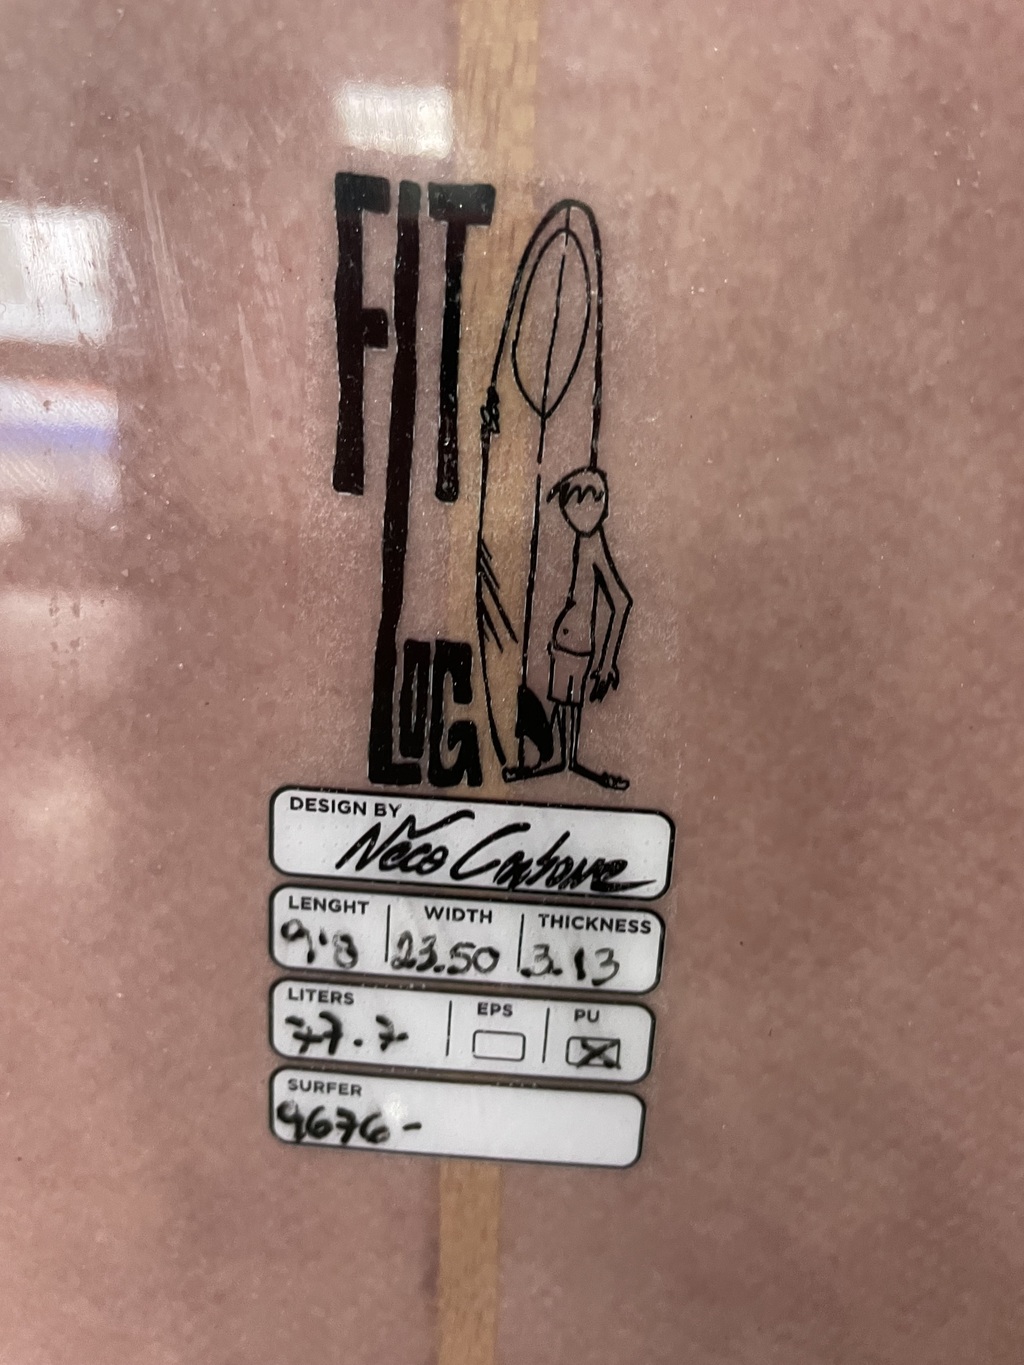 FIT
LOG
DESIGN BY
Neco Carbone
LENGHT WIDTH THICKNESS
9'8 23.50 3.13
LITERS EPS PU
77.7
SURFER
9676-